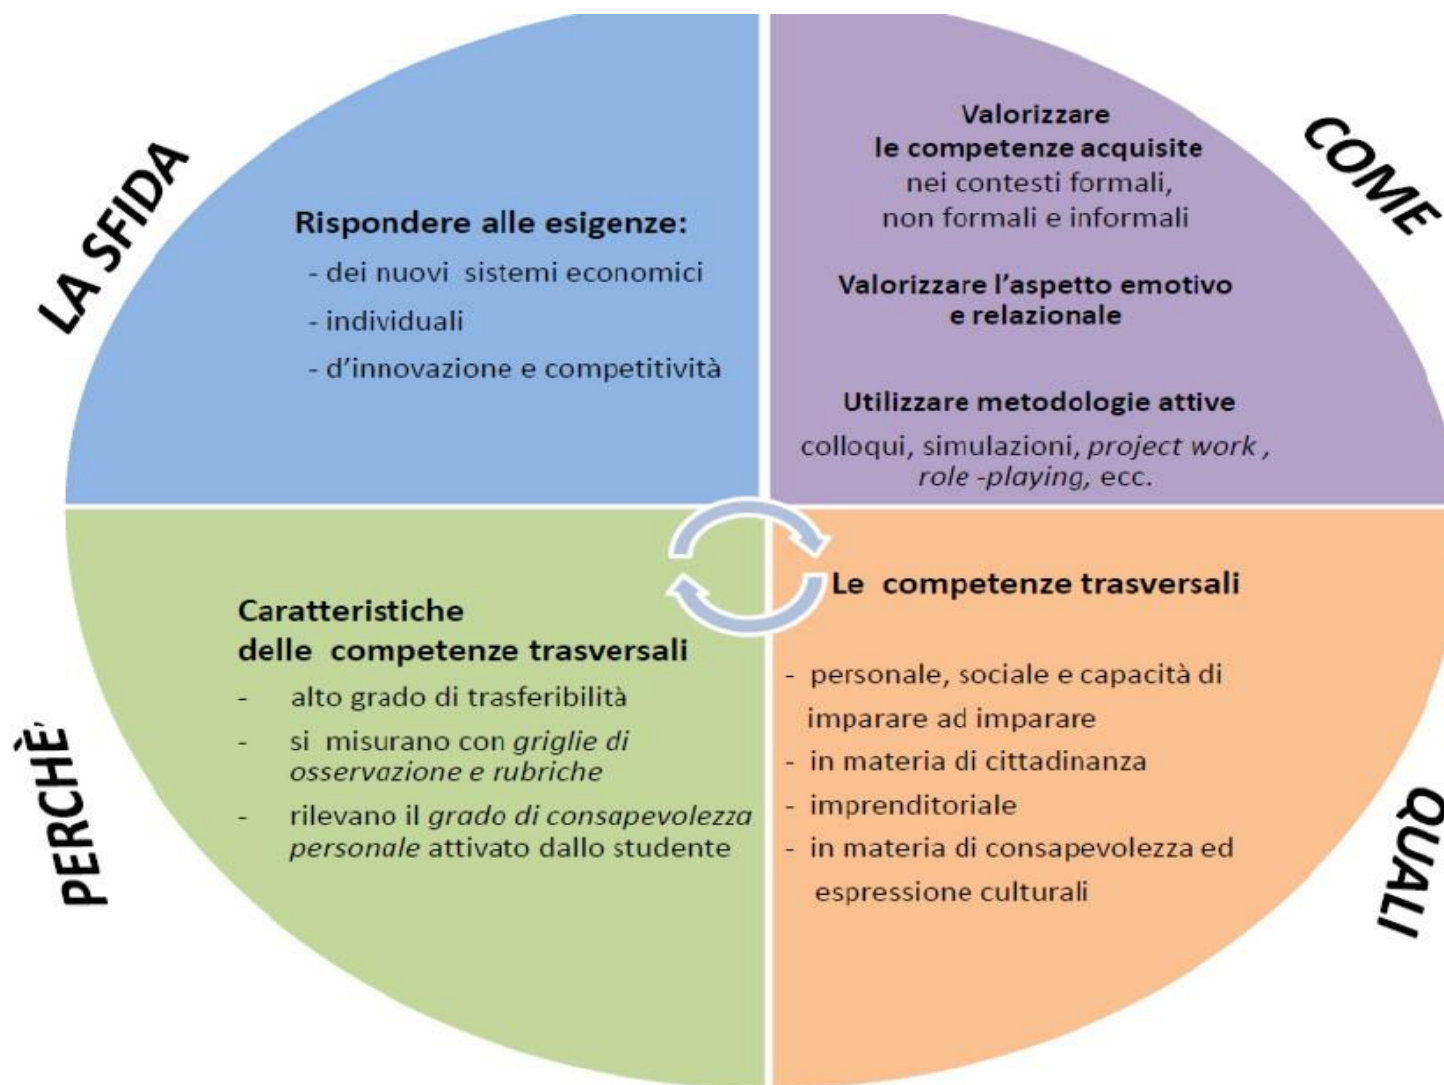 LA SFIDA
Rispondere alle esigenze:
- dei nuovi sistemi economici
- individuali
- d'innovazione e competitività
COME
Valorizzare
le competenze acquisite
nei contesti formali,
non formali e informali
Valorizzare l'aspetto emotivo
e relazionale
Utilizzare metodologie attive
colloqui, simulazioni, project work ,
role -playing, ecc.
PERCHÈ'
Caratteristiche
delle competenze trasversali
- alto grado di trasferibilità
- si misurano con griglie di
osservazione e rubriche
- rilevano il grado di consapevolezza
personale attivato dallo studente
QUALI
Le competenze trasversali
- personale, sociale e capacità di
imparare ad imparare
- in materia di cittadinanza
- imprenditoriale
- in materia di consapevolezza ed
espressione culturali